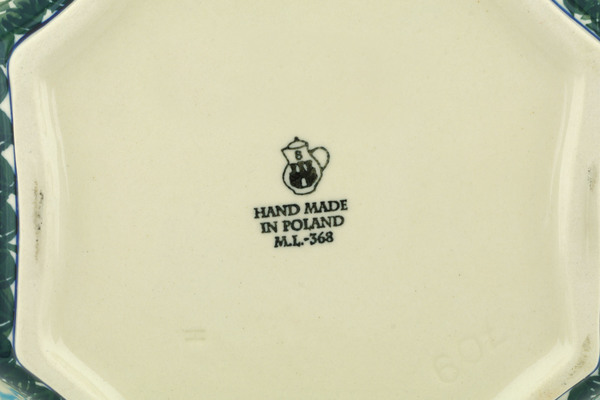 B
HAND MADE
IN POLAND
M.L.-368